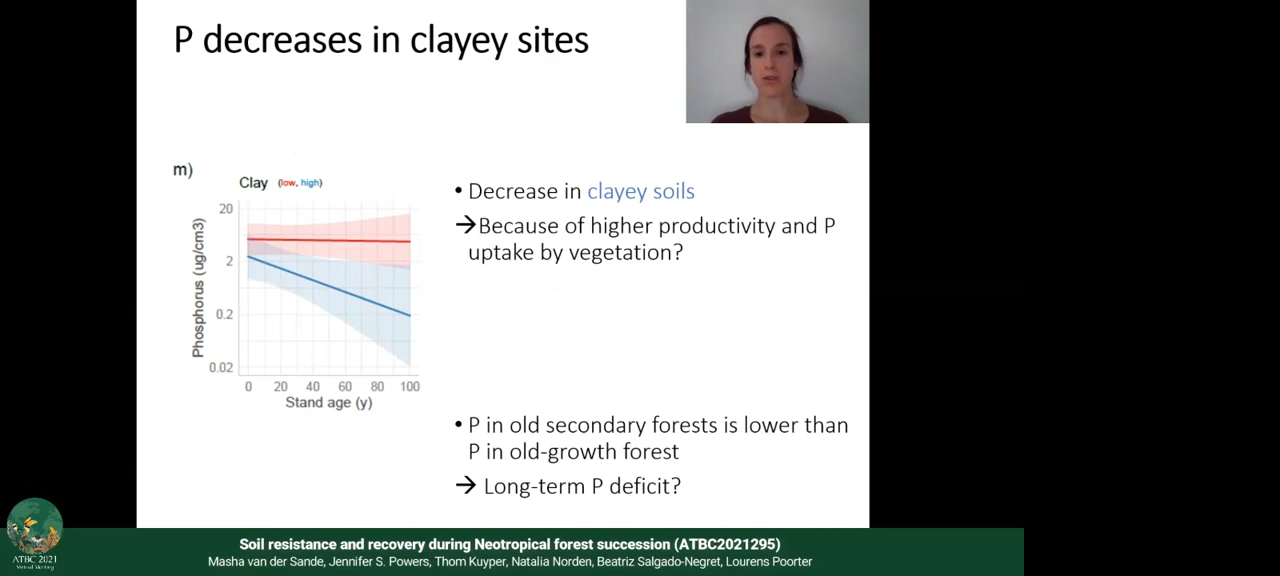 P decreases in clayey sites
m)
Clay (low, high)
Phosphorus (ug/cm3)
20
2
0.2
0.02
0 20 40 60 80 100
Stand age (y)
• Decrease in clayey soils
→Because of higher productivity and P
uptake by vegetation?
• P in old secondary forests is lower than
P in old-growth forest
→ Long-term P deficit?
ATBC 2021
Virtual Meeting
Soil resistance and recovery during Neotropical forest succession (ATBC2021295)
Masha van der Sande, Jennifer S. Powers, Thom Kuyper, Natalia Norden, Beatriz Salgado-Negret, Lourens Poorter